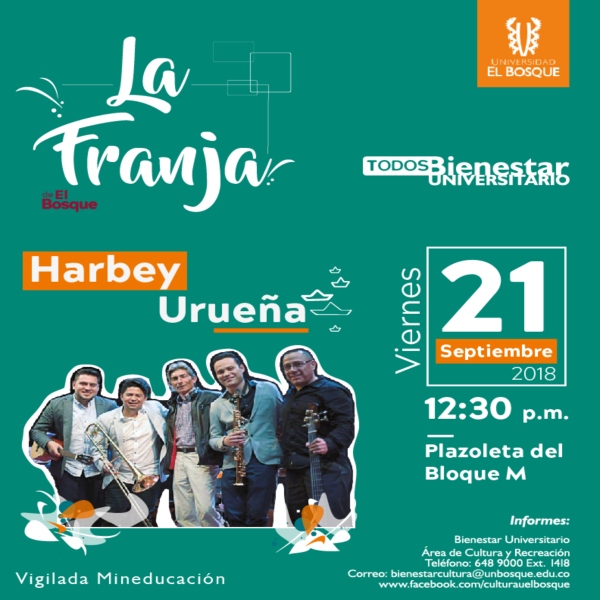 La
Franja
de El
Bosque
UNIVERSIDAD
EL BOSQUE
TODOS Bienestar
UNIVERSITARIO
Harbey
Urueña
Viernes
21
Septiembre
2018
12:30 p.m.
Plazoleta del
Bloque M
Informes:
Bienestar Universitario
Área de Cultura y Recreación
Teléfono: 648 9000 Ext. 1418
Correo: bienestarcultura@unbosque.edu.co
www.facebook.com/culturauelbosque
Vigilada Mineducación